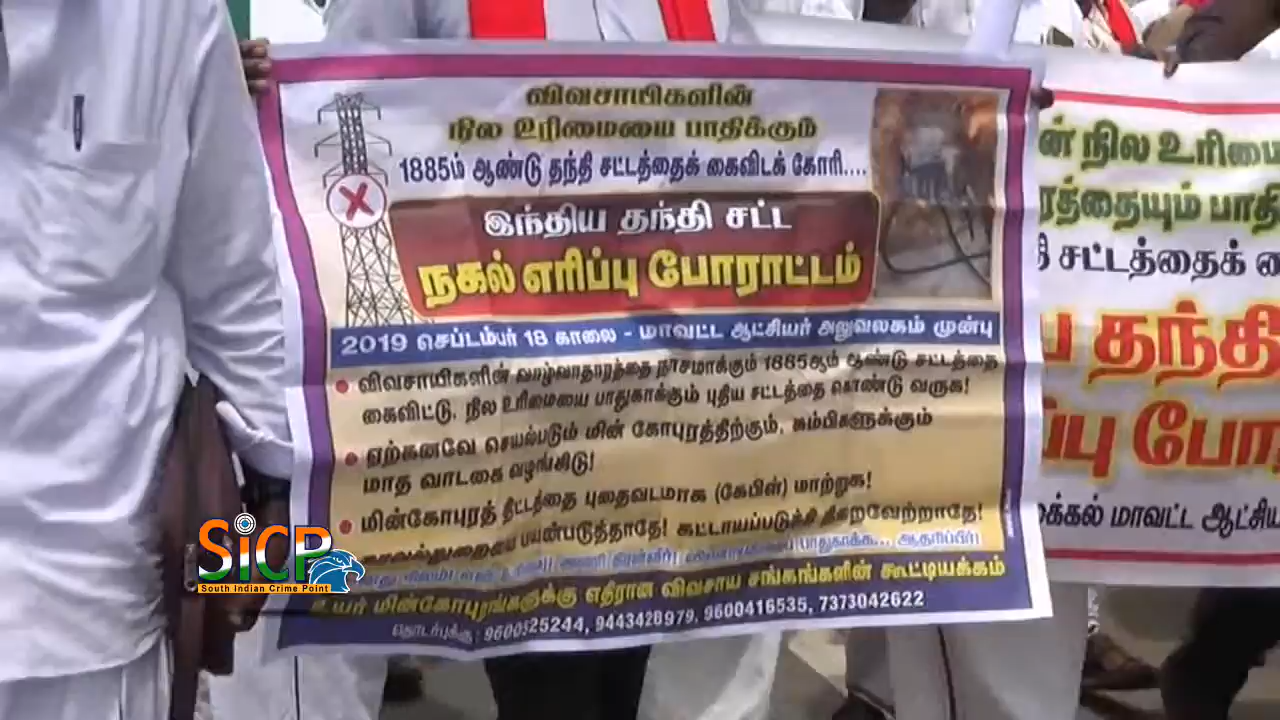 விவசாயிகளின்
நில உரிமையை பாதிக்கும்
1885ம் ஆண்டு தந்தி சட்டத்தைக் கைவிடக் கோரி....
இந்திய தந்தி சட்ட
நகல் எரிப்பு போராட்டம்
2019 செப்டம்பர் 18 காலை - மாவட்ட ஆட்சியர் அலுவலகம் முன்பு
விவசாயிகளின் வாழ்வாதாரத்தை நாசமாக்கும் 1885ஆம் ஆண்டு சட்டத்தை
கைவிட்டு, நில உரிமையை பாதுகாக்கும் புதிய சட்டத்தை கொண்டு வருக!
ஏற்கனவே செயல்படும் மின் கோபுரத்திற்கும், கம்பிகளுக்கும்
மாத வாடகை வழங்கிடு!
மின்கோபுரத் திட்டத்தை புதைவடமாக (கேபிள்) மாற்றுக!
காவல்துறையை பயன்படுத்தாதே! கட்டாயப்படுத்தி நிறைவேற்றாதே!
பாதுகாக்க... ஆதரிப்பீர்!
உயர் மின்கோபுரங்களுக்கு எதிரான விவசாய சங்கங்களின் கூட்டியக்கம்
தொடர்புக்கு : 9600525244, 9443428979, 9600416535, 7373042622
ன் நில உரிமை
ரத்தையும் பாதி
சட்டத்தைக்
ய தந்தி
ப்பு போ
க்கல் மாவட்ட ஆட்சிய
SiCP
South Indian Crime Point